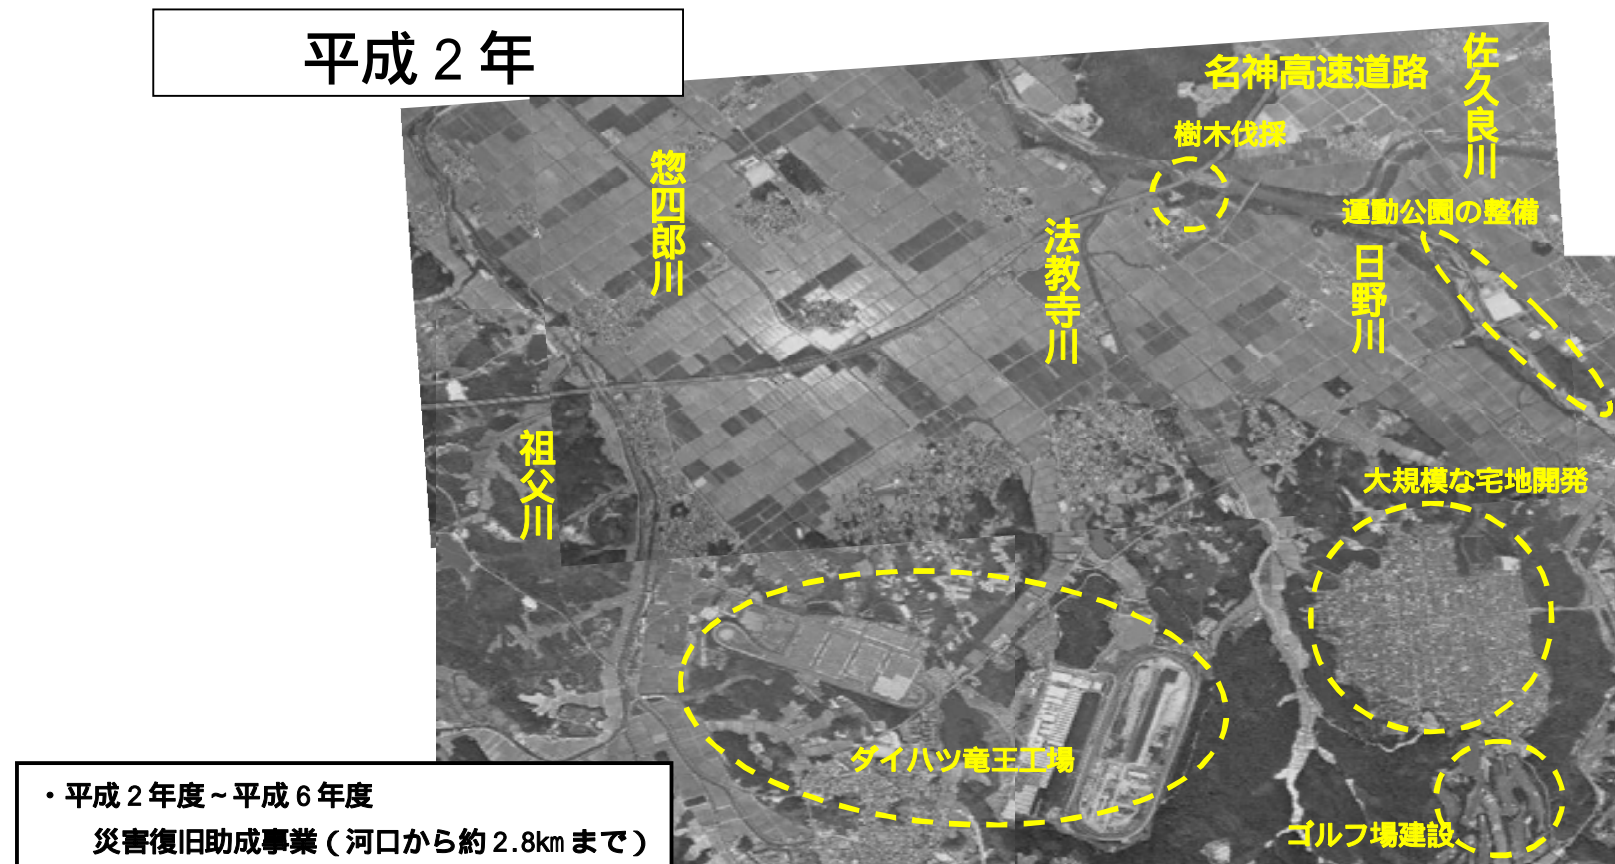 平成2年
名神高速道路
佐久良川
樹木伐採
惣四郎川
運動公園の整備
法教寺川
日野川
祖父川
大規模な宅地開発
ダイハツ竜王工場
ゴルフ場建設
・平成2年度~平成6年度
災害復旧助成事業(河口から約2.8kmまで)